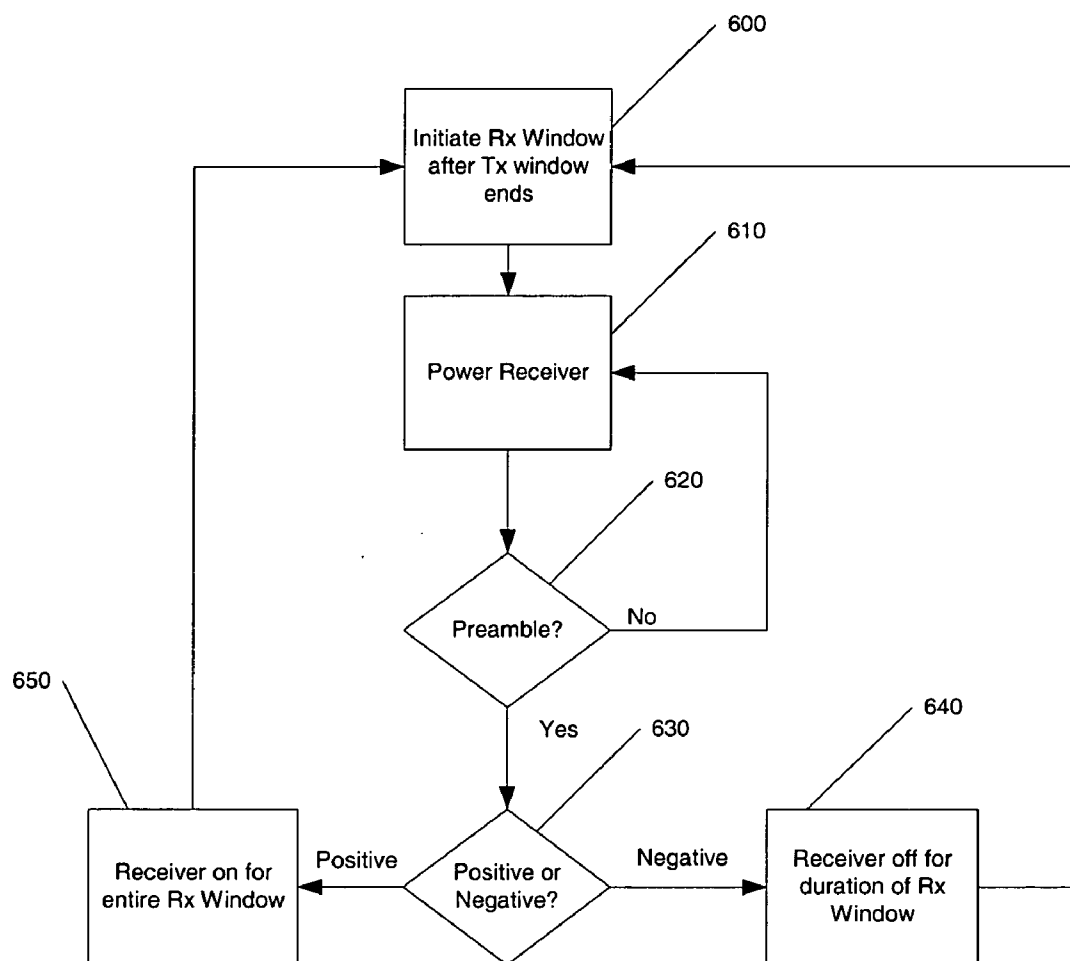 600
Initiate Rx Window
after Tx window
ends
610
Power Receiver
620
Preamble?
No
Yes
630
640
650
Receiver on for
entire Rx Window
Positive
Positive or
Negative?
Negative
Receiver off for
duration of Rx
Window